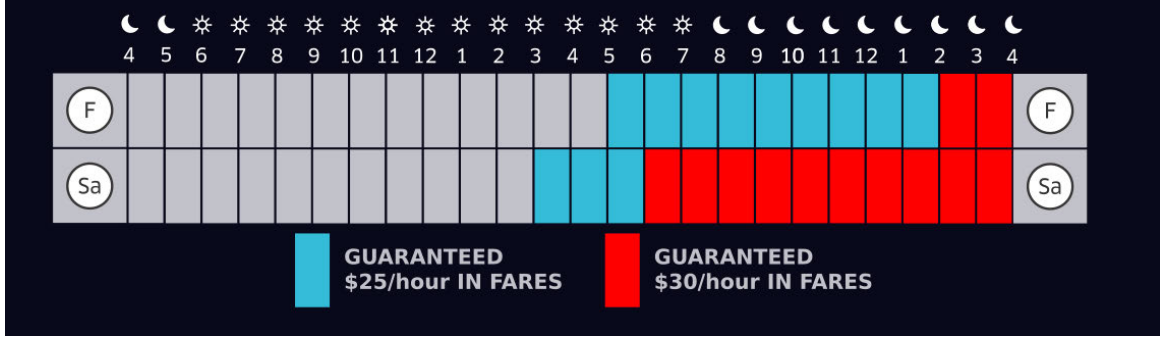 4 5 6 7 8 9 10 11 12 1 2 3 4 5 6 7 8 9 10 11 12 1 2 3 4
F F
Sa Sa
GUARANTEED GUARANTEED
$25/hour IN FARES $30/hour IN FARES